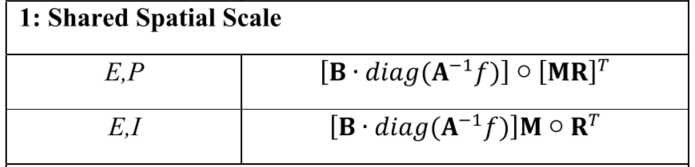 1: Shared Spatial Scale
E,P [𝐁 · diag(𝐀⁻¹f)] ∘ [𝐌𝐑]ᵀ
E,I [𝐁 · diag(𝐀⁻¹f)]𝐌 ∘ 𝐑ᵀ